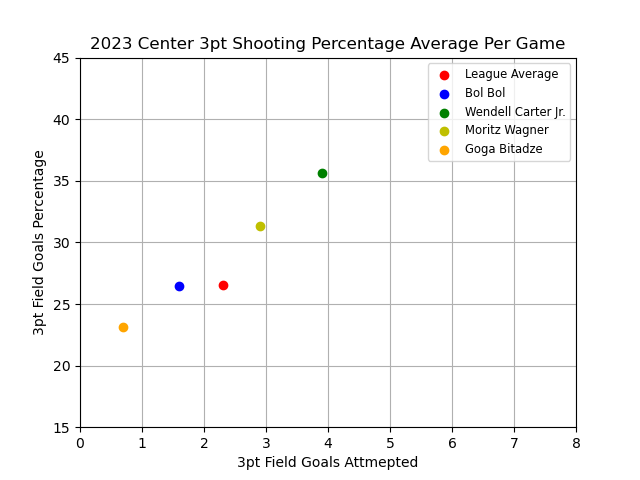 2023 Center 3pt Shooting Percentage Average Per Game
League Average
Bol Bol
Wendell Carter Jr.
Moritz Wagner
Goga Bitadze
3pt Field Goals Percentage
45
40
35
30
25
20
15
0 1 2 3 4 5 6 7 8
3pt Field Goals Attmepted